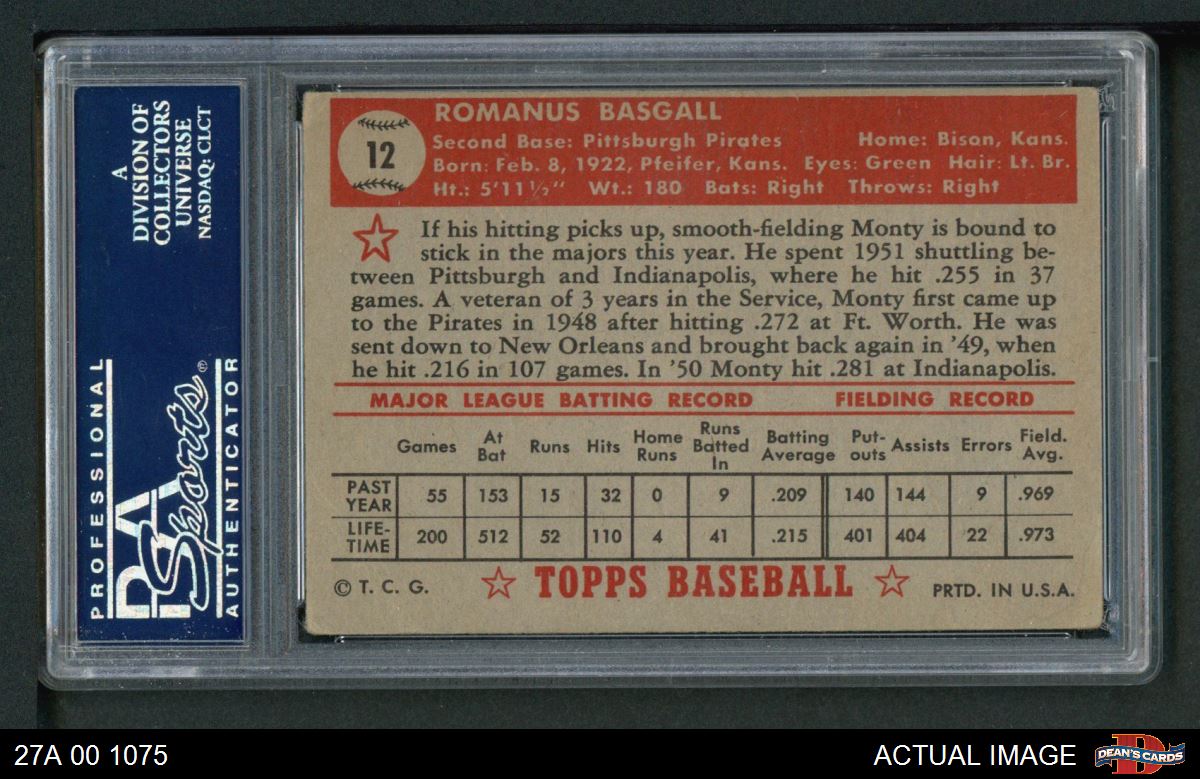 A
DIVISION OF
COLLECTORS
UNIVERSE
NASDAQ: CLCT
PROFESSIONAL
PSA
Sports®
AUTHENTICATOR
12
ROMANUS BASGALL
Second Base: Pittsburgh Pirates Home: Bison, Kans.
Born: Feb. 8, 1922, Pfeifer, Kans. Eyes: Green Hair: Lt. Br.
Ht.: 5'11½" Wt.: 180 Bats: Right Throws: Right
If his hitting picks up, smooth-fielding Monty is bound to
stick in the majors this year. He spent 1951 shuttling be-
tween Pittsburgh and Indianapolis, where he hit .255 in 37
games. A veteran of 3 years in the Service, Monty first came up
to the Pirates in 1948 after hitting .272 at Ft. Worth. He was
sent down to New Orleans and brought back again in '49, when
he hit .216 in 107 games. In '50 Monty hit .281 at Indianapolis.
MAJOR LEAGUE BATTING RECORD FIELDING RECORD
Games At Bat Runs Hits Home Runs Runs Batted In Batting Average Put-outs Assists Errors Field. Avg.
PAST YEAR 55 153 15 32 0 9 .209 140 144 9 .969
LIFE-TIME 200 512 52 110 4 41 .215 401 404 22 .973
© T. C. G. TOPPS BASEBALL PRTD. IN U.S.A.
27A 00 1075 ACTUAL IMAGE D DEAN'S CARDS